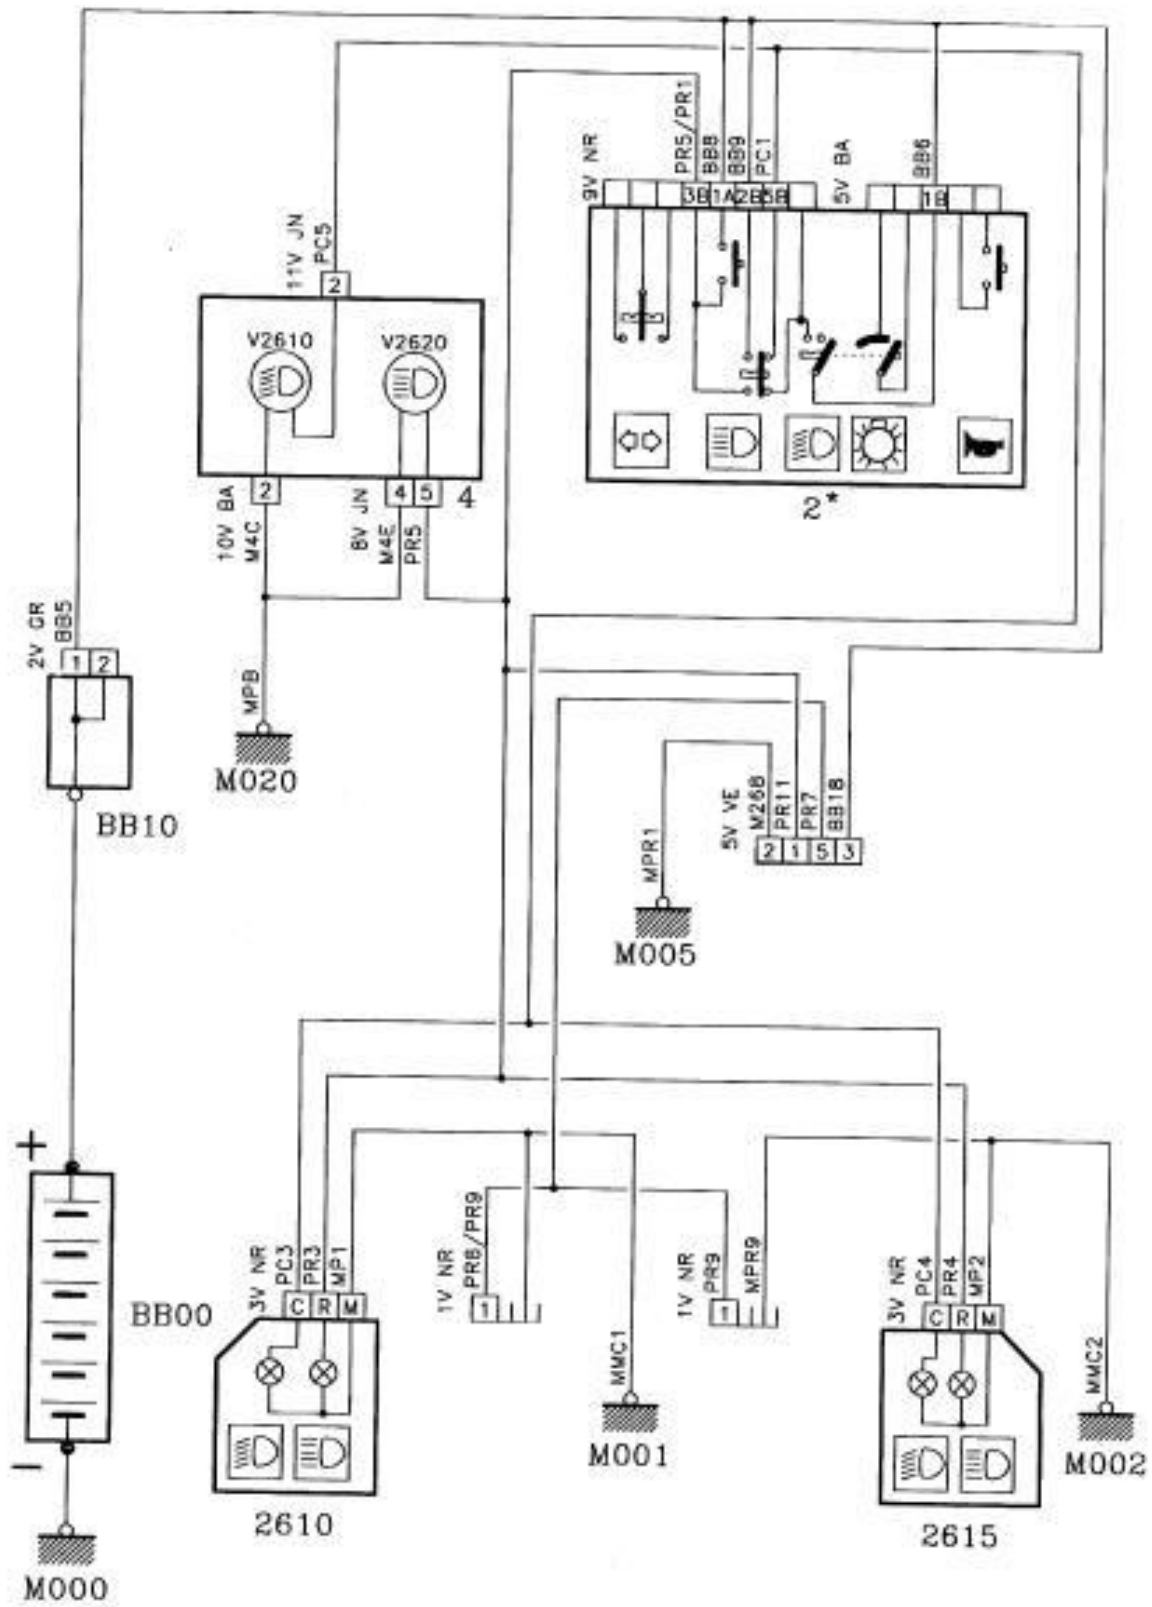 9V NR
PR5/PR1
BB8
BB9
PC1
5V BA
BB6
3B 1A 2B 5B
1B
11V JN
PC5
2
V2610
V2620
2
4 5
4
10V BA
M4C
8V JN
M4E
PR5
2*
2V GR
BB5
1 2
MPB
M020
BB10
5V VE
M26B
PR11
PR7
BB18
2 1 5 3
MPR1
M005
+
BB00
-
M000
3V NR
PC3
PR3
MP1
C R M
2610
1V NR
PR8/PR9
1
1V NR
PR9
MPR9
1
MMC1
M001
3V NR
PC4
PR4
MP2
C R M
2615
MMC2
M002